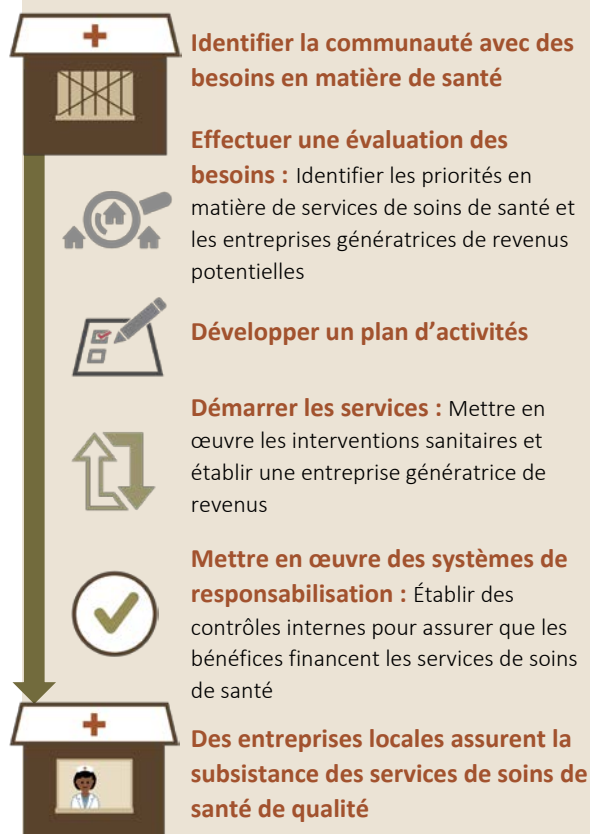 Identifier la communauté avec des
besoins en matière de santé
Effectuer une évaluation des
besoins : Identifier les priorités en
matière de services de soins de santé et
les entreprises génératrices de revenus
potentielles
Développer un plan d’activités
Démarrer les services : Mettre en
œuvre les interventions sanitaires et
établir une entreprise génératrice de
revenus
Mettre en œuvre des systèmes de
responsabilisation : Établir des
contrôles internes pour assurer que les
bénéfices financent les services de soins
de santé
Des entreprises locales assurent la
subsistance des services de soins de
santé de qualité